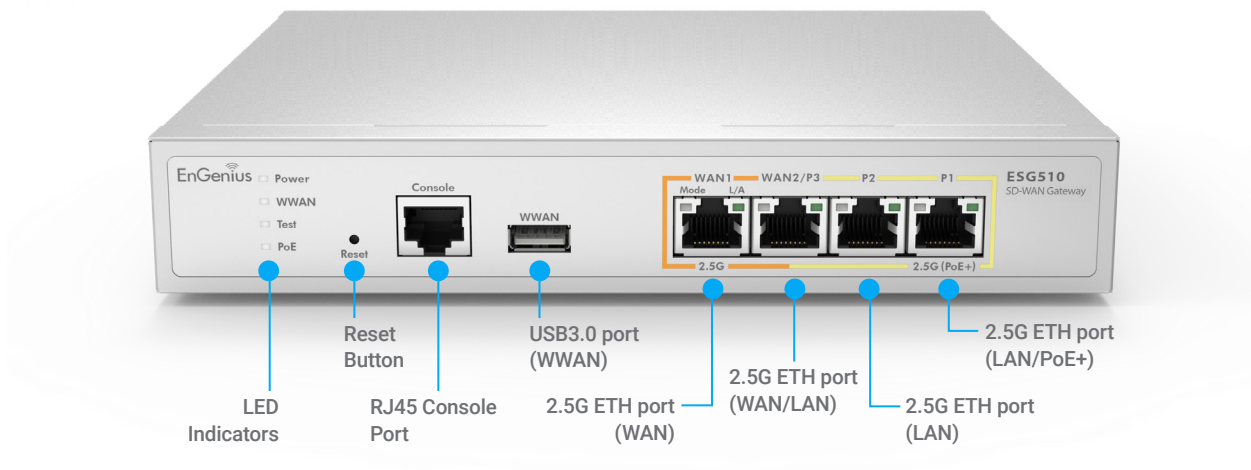 EnGenius
Power
WWAN
Test
PoE
Reset
Console
WWAN
WAN1 WAN2/P3 P2 P1
Mode L/A
2.5G 2.5G (PoE+)
ESG510
SD-WAN Gateway
LED
Indicators
Reset
Button
RJ45 Console
Port
USB3.0 port
(WWAN)
2.5G ETH port
(WAN)
2.5G ETH port
(WAN/LAN)
2.5G ETH port
(LAN)
2.5G ETH port
(LAN/PoE+)